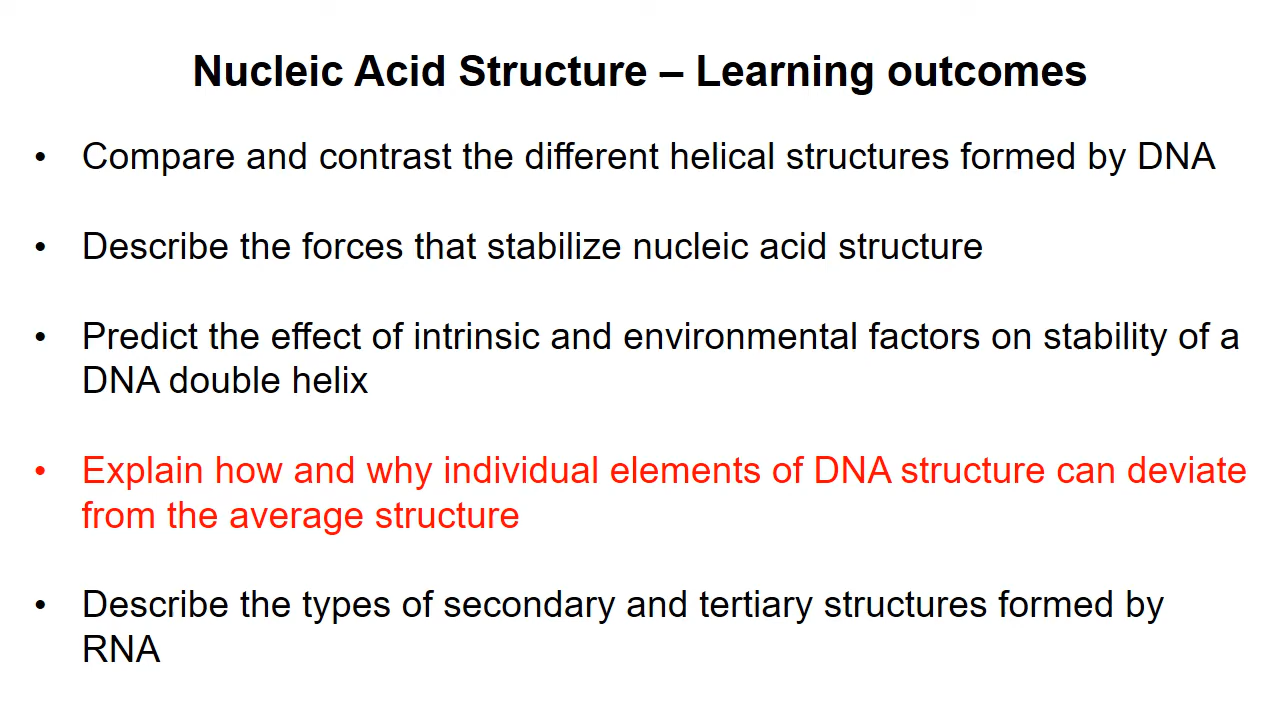 Nucleic Acid Structure – Learning outcomes
• Compare and contrast the different helical structures formed by DNA
• Describe the forces that stabilize nucleic acid structure
• Predict the effect of intrinsic and environmental factors on stability of a
DNA double helix
• Explain how and why individual elements of DNA structure can deviate
from the average structure
• Describe the types of secondary and tertiary structures formed by
RNA